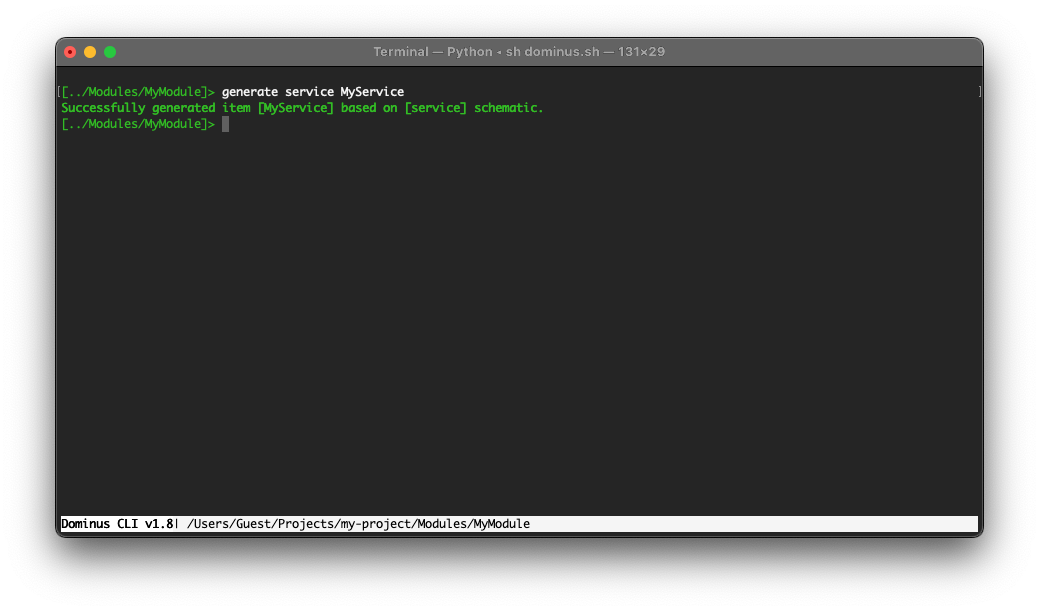 Terminal — Python ◂ sh dominus.sh — 131×29
[[../Modules/MyModule]> generate service MyService ]
Successfully generated item [MyService] based on [service] schematic.
[../Modules/MyModule]>
Dominus CLI v1.8| /Users/Guest/Projects/my-project/Modules/MyModule